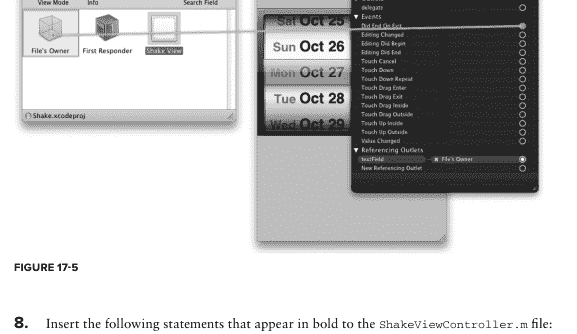 View Mode Info Search Field
File's Owner First Responder Shake View
Shake.xcodeproj
Sat Oct 25
Sun Oct 26
Mon Oct 27
Tue Oct 28
Wed Oct 29
delegate
Events
Did End On Exit
Editing Changed
Editing Did Begin
Editing Did End
Touch Cancel
Touch Down
Touch Down Repeat
Touch Drag Enter
Touch Drag Exit
Touch Drag Inside
Touch Drag Outside
Touch Up Inside
Touch Up Outside
Value Changed
Referencing Outlets
textField File's Owner
New Referencing Outlet
FIGURE 17-5
8. Insert the following statements that appear in bold to the ShakeViewController.m file: